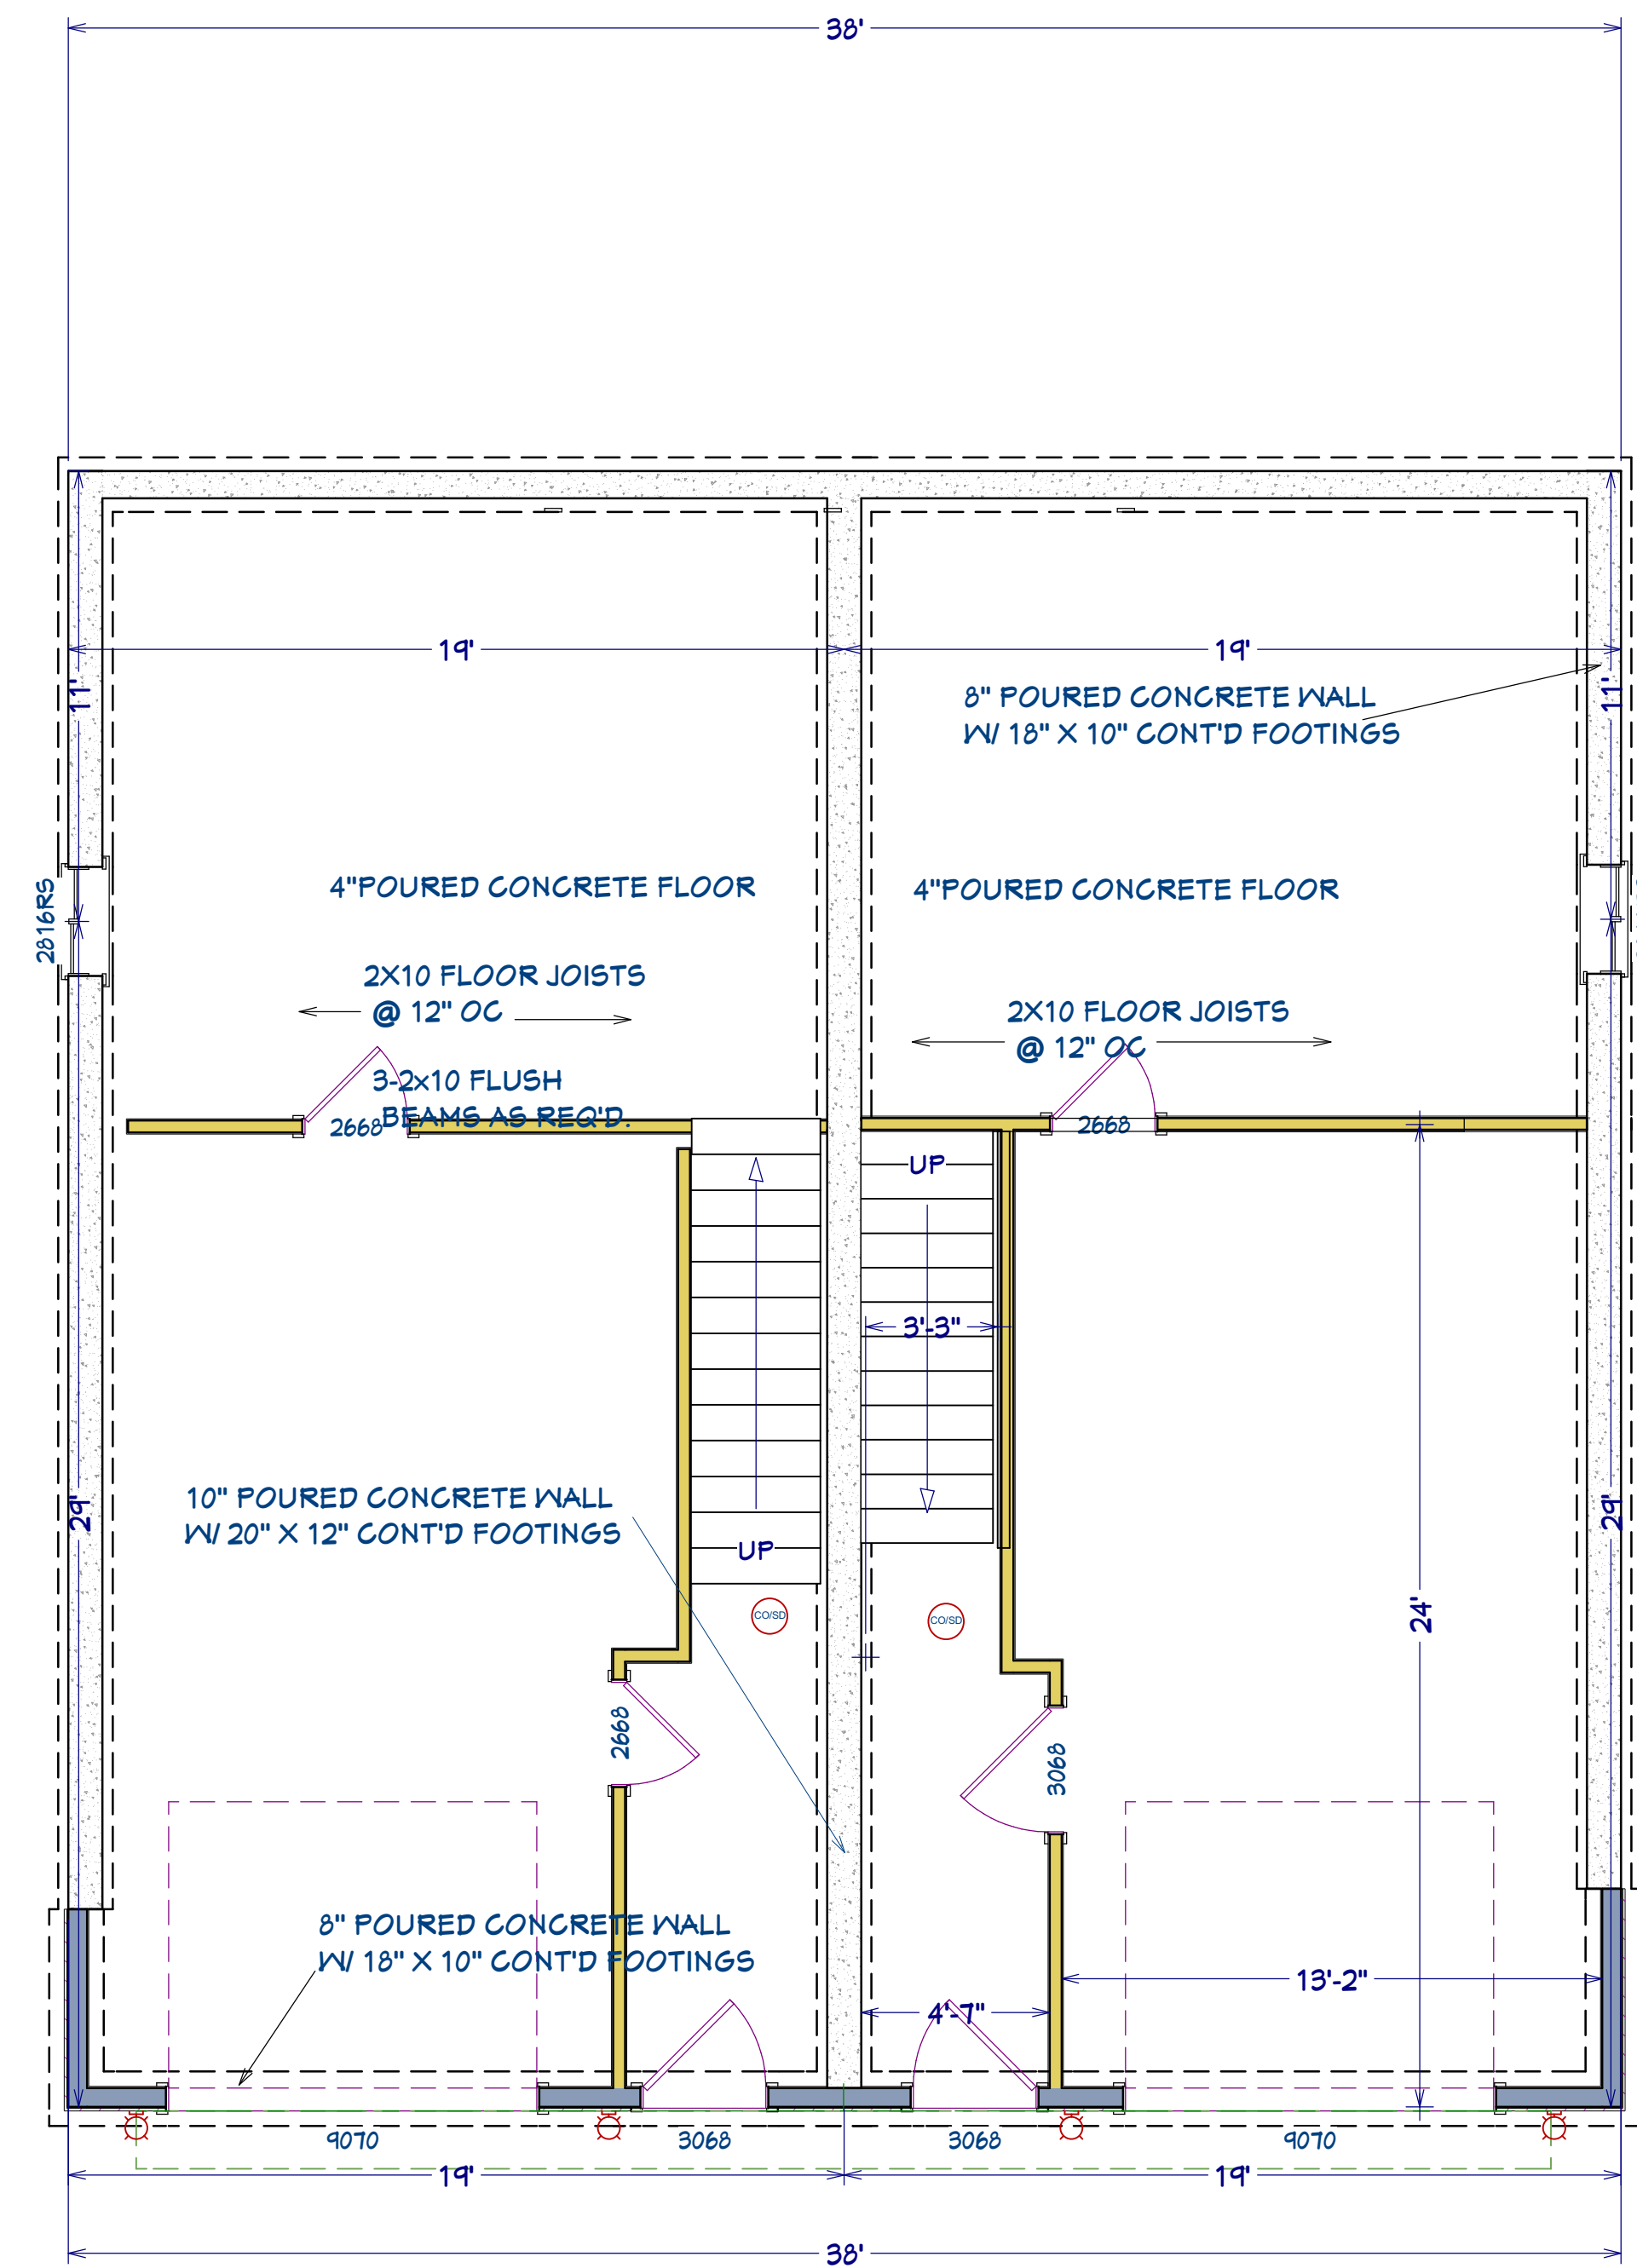 38'
19'
19'
11'
11'
8" POURED CONCRETE WALL
W/ 18" X 10" CONT'D FOOTINGS
2816RS
4"POURED CONCRETE FLOOR
4"POURED CONCRETE FLOOR
2X10 FLOOR JOISTS
@ 12" OC
2X10 FLOOR JOISTS
@ 12" OC
3-2x10 FLUSH
BEAMS AS REQ'D.
2668
2668
UP
3'-3"
10" POURED CONCRETE WALL
W/ 20" X 12" CONT'D FOOTINGS
29'
29'
UP
24'
CO/SD
CO/SD
2668
3068
8" POURED CONCRETE WALL
W/ 18" X 10" CONT'D FOOTINGS
13'-2"
4'-7"
9070
3068
3068
9070
19'
19'
38'